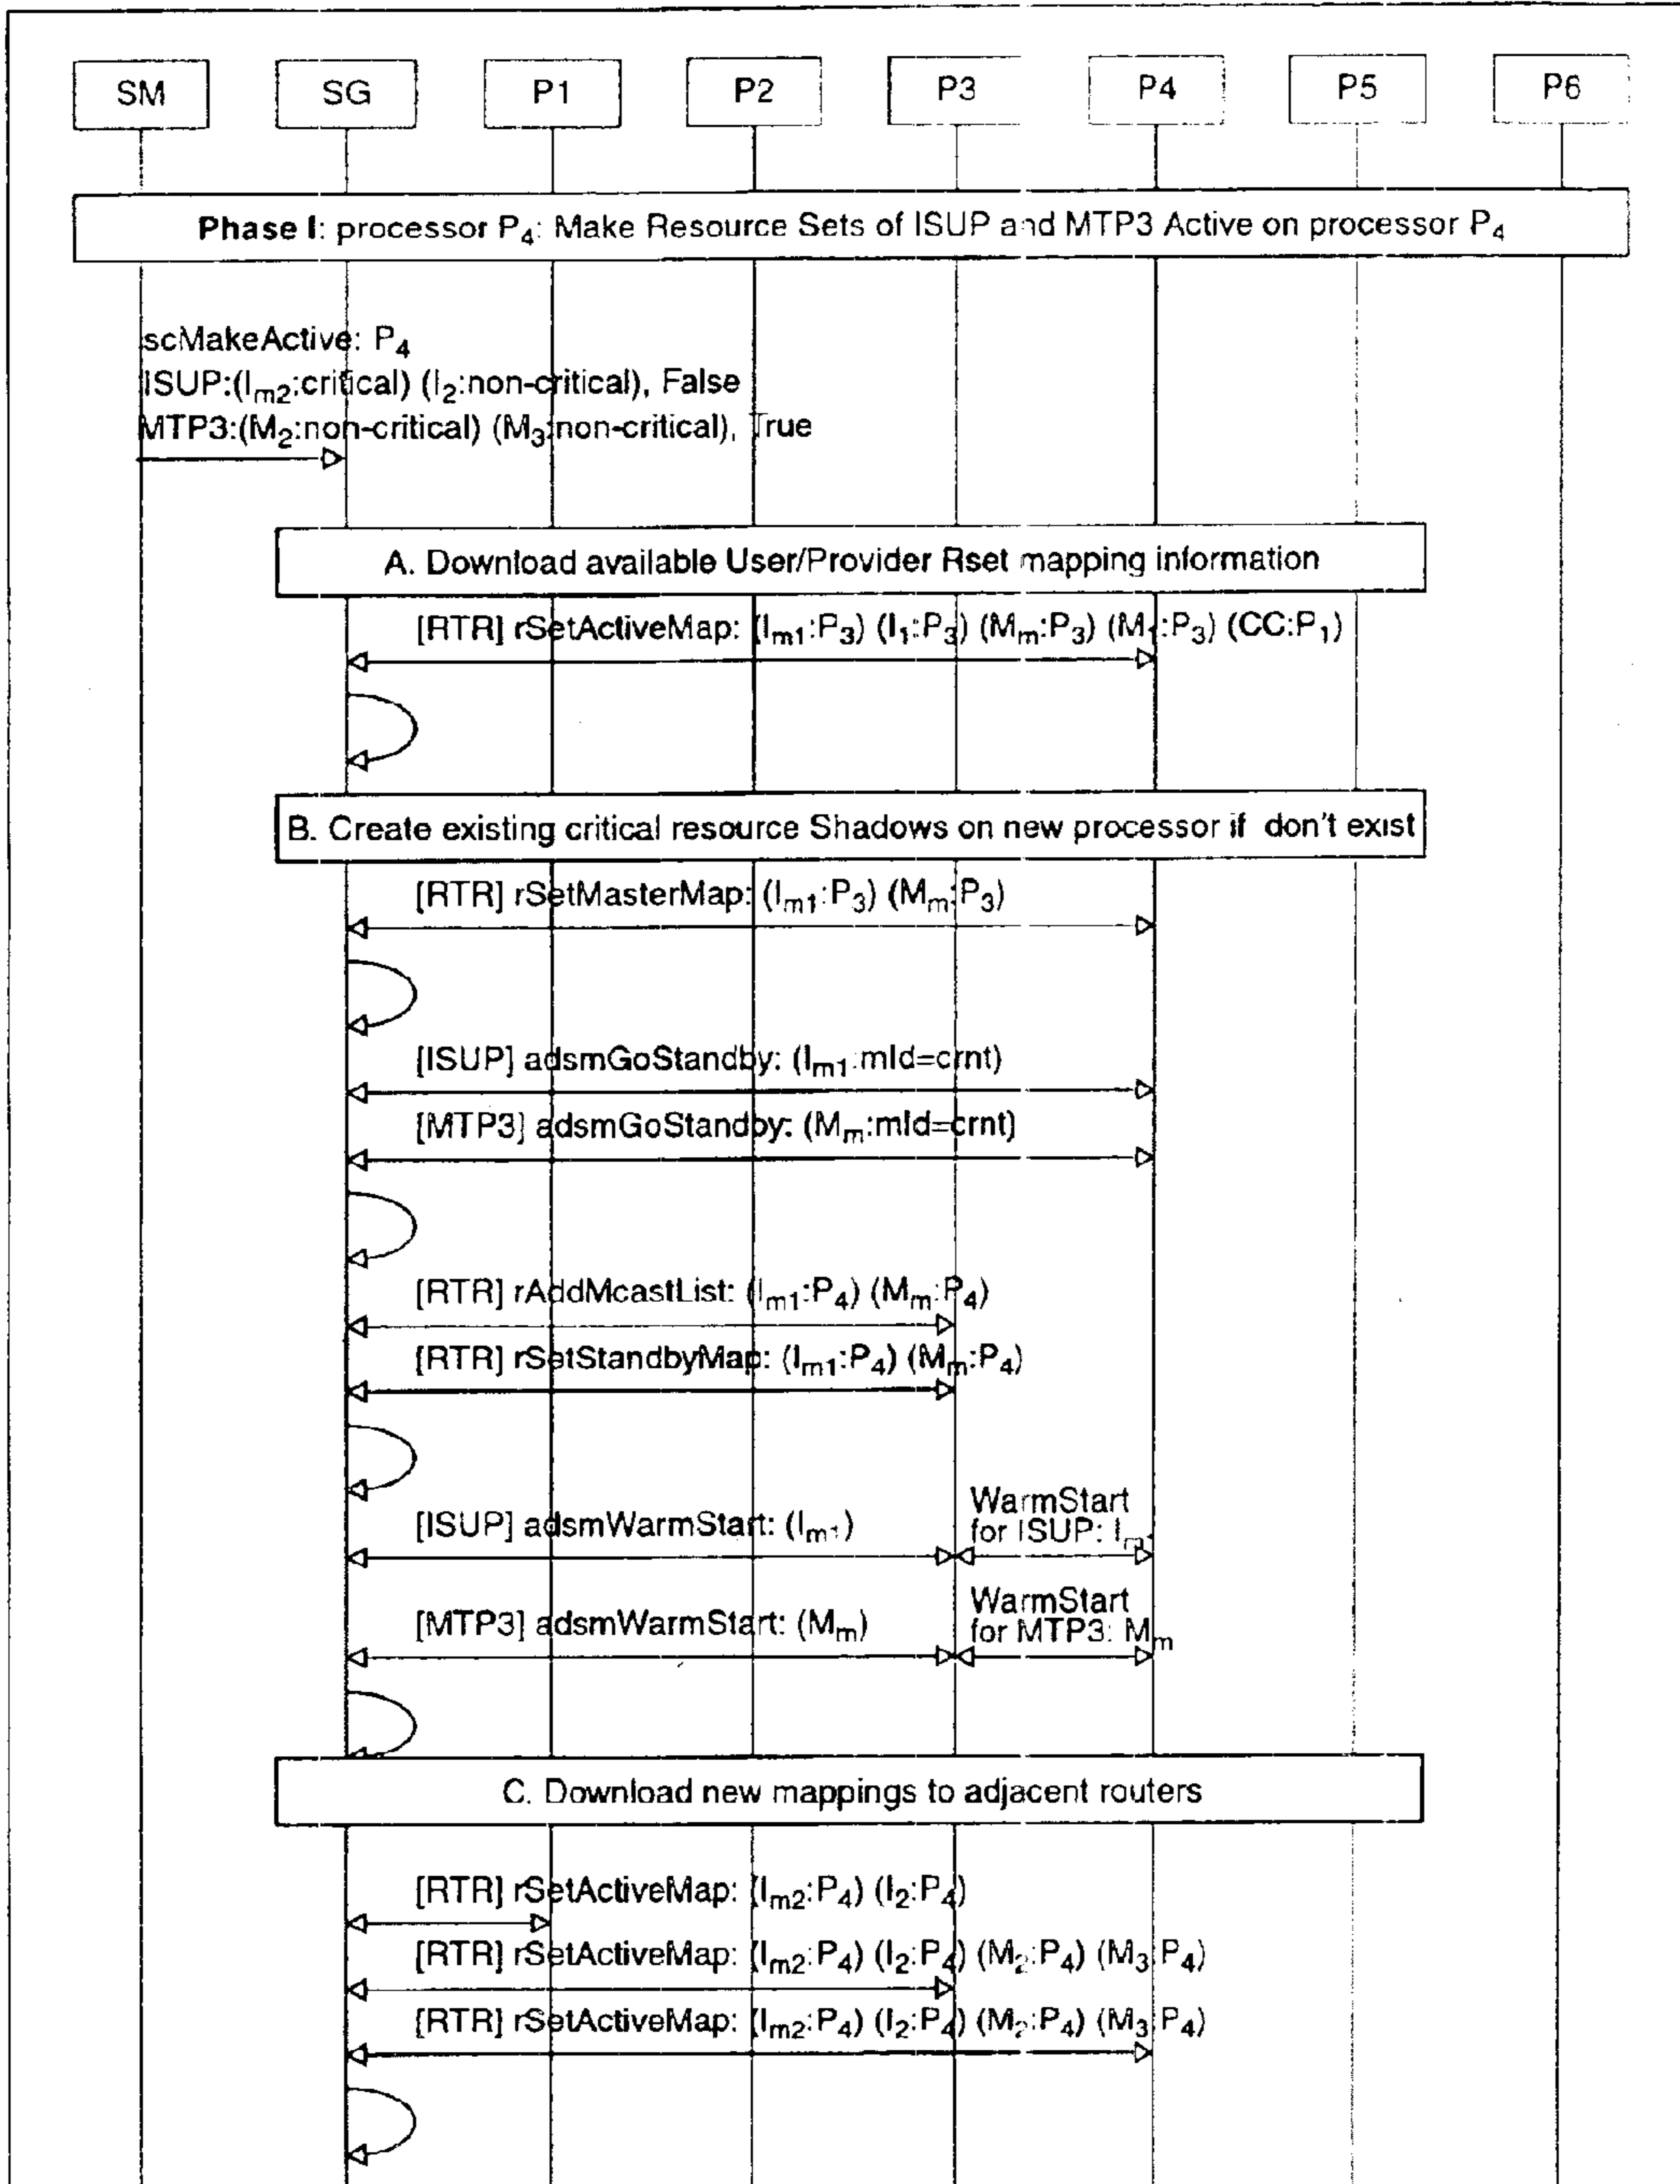 SM SG P1 P2 P3 P4 P5 P6
Phase I: processor P4: Make Resource Sets of ISUP and MTP3 Active on processor P4
scMakeActive: P4
ISUP:(Im2:critical) (I2:non-critical), False
MTP3:(M2:non-critical) (M3:non-critical), True
A. Download available User/Provider Rset mapping information
[RTR] rSetActiveMap: (Im1:P3) (I1:P3) (Mm:P3) (M1:P3) (CC:P1)
B. Create existing critical resource Shadows on new processor if don't exist
[RTR] rSetMasterMap: (Im1:P3) (Mm:P3)
[ISUP] adsmGoStandby: (Im1:mId=crnt)
[MTP3] adsmGoStandby: (Mm:mId=crnt)
[RTR] rAddMcastList: (Im1:P4) (Mm:P4)
[RTR] rSetStandbyMap: (Im1:P4) (Mm:P4)
WarmStart
[ISUP] adsmWarmStart: (Im1)
for ISUP: Im1
WarmStart
[MTP3] adsmWarmStart: (Mm)
for MTP3: Mm
C. Download new mappings to adjacent routers
[RTR] rSetActiveMap: (Im2:P4) (I2:P4)
[RTR] rSetActiveMap: (Im2:P4) (I2:P4) (M2:P4) (M3:P4)
[RTR] rSetActiveMap: (Im2:P4) (I2:P4) (M2:P4) (M3:P4)